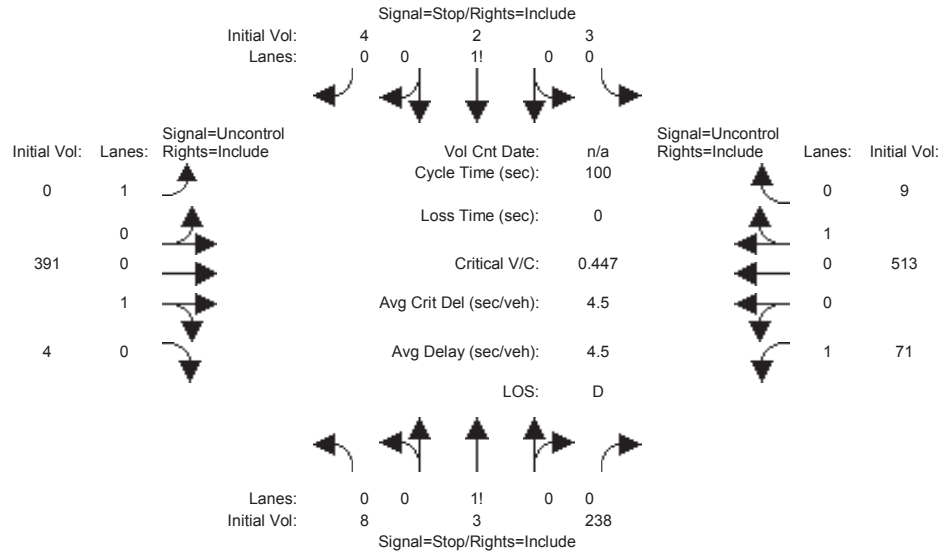 Signal=Stop/Rights=Include
Initial Vol: 4 2 3
Lanes: 0 0 1! 0 0
Signal=Uncontrol
Initial Vol: Lanes: Rights=Include
Vol Cnt Date: n/a
Signal=Uncontrol
Rights=Include Lanes: Initial Vol:
Cycle Time (sec): 100
0 1
0 9
Loss Time (sec): 0
0
1
391 0
Critical V/C: 0.447
0 513
1
Avg Crit Del (sec/veh): 4.5
0
4 0
Avg Delay (sec/veh): 4.5
1 71
LOS: D
Lanes: 0 0 1! 0 0
Initial Vol: 8 3 238
Signal=Stop/Rights=Include